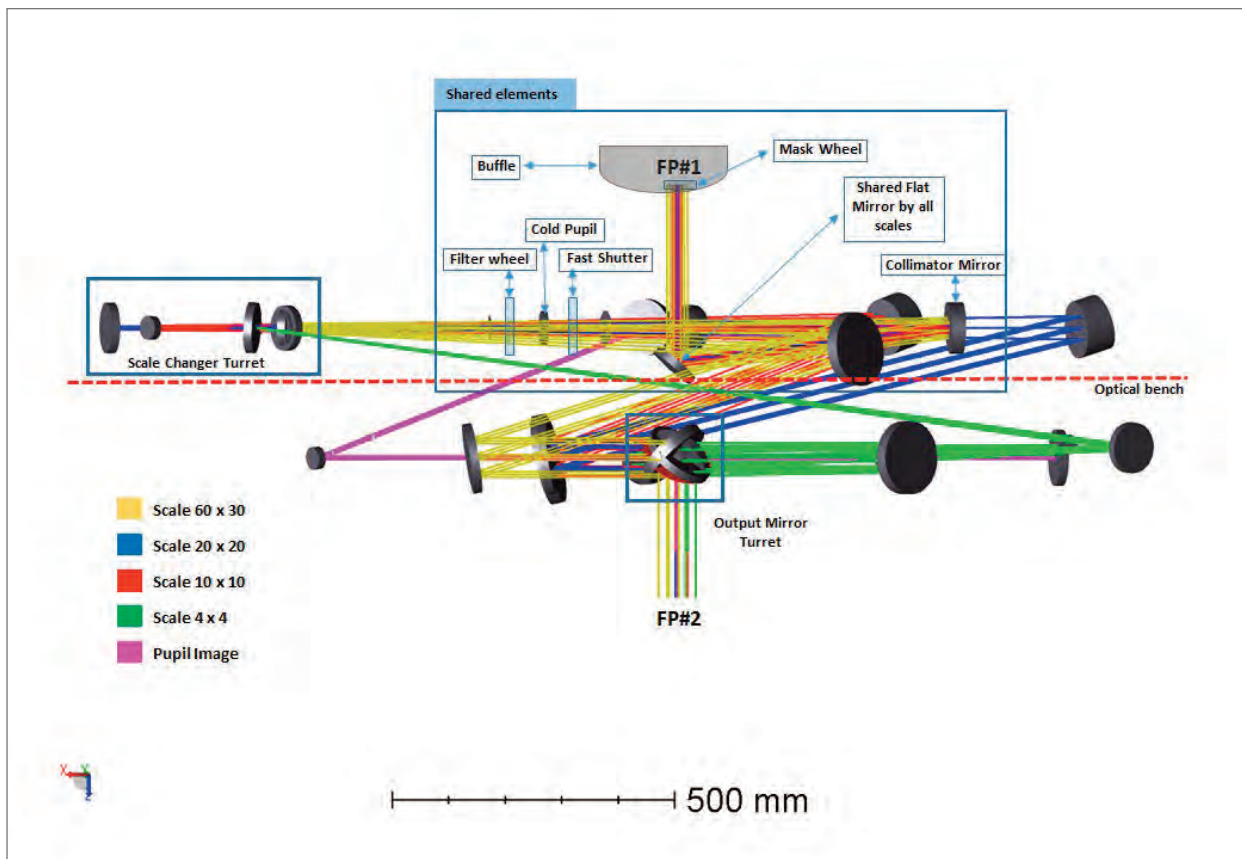 Shared elements
Buffle
FP#1
Mask Wheel
Shared Flat
Mirror by all
scales
Cold Pupil
Filter wheel
Fast Shutter
Collimator Mirror
Scale Changer Turret
Optical bench
Output Mirror
Turret
FP#2
Scale 60 x 30
Scale 20 x 20
Scale 10 x 10
Scale 4 x 4
Pupil Image
X
Y
Z
500 mm